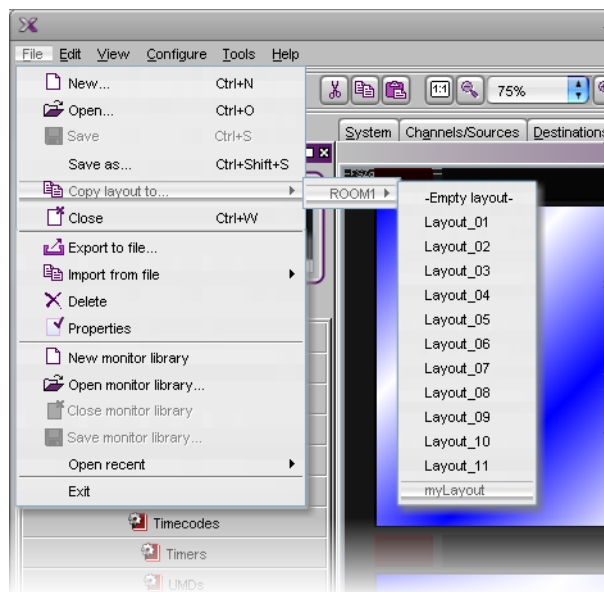 File Edit View Configure Tools Help
New... Ctrl+N
Open... Ctrl+O
Save Ctrl+S
Save as... Ctrl+Shift+S
Copy layout to...
Close Ctrl+W
Export to file...
Import from file
Delete
Properties
New monitor library
Open monitor library...
Close monitor library
Save monitor library...
Open recent
Exit
1:1 75%
System Channels/Sources Destinations
ROOM1
-Empty layout-
Layout_01
Layout_02
Layout_03
Layout_04
Layout_05
Layout_06
Layout_07
Layout_08
Layout_09
Layout_10
Layout_11
myLayout
Timecodes
Timers
UMDs